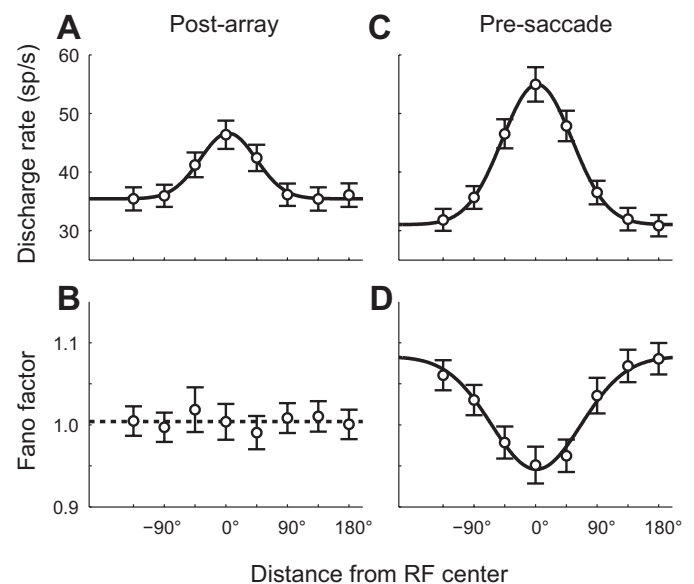 A Post-array
C Pre-saccade
Discharge rate (sp/s)
60
50
40
30
B
D
Fano factor
1.1
1.0
0.9
−90° 0° 90° 180°
−90° 0° 90° 180°
Distance from RF center